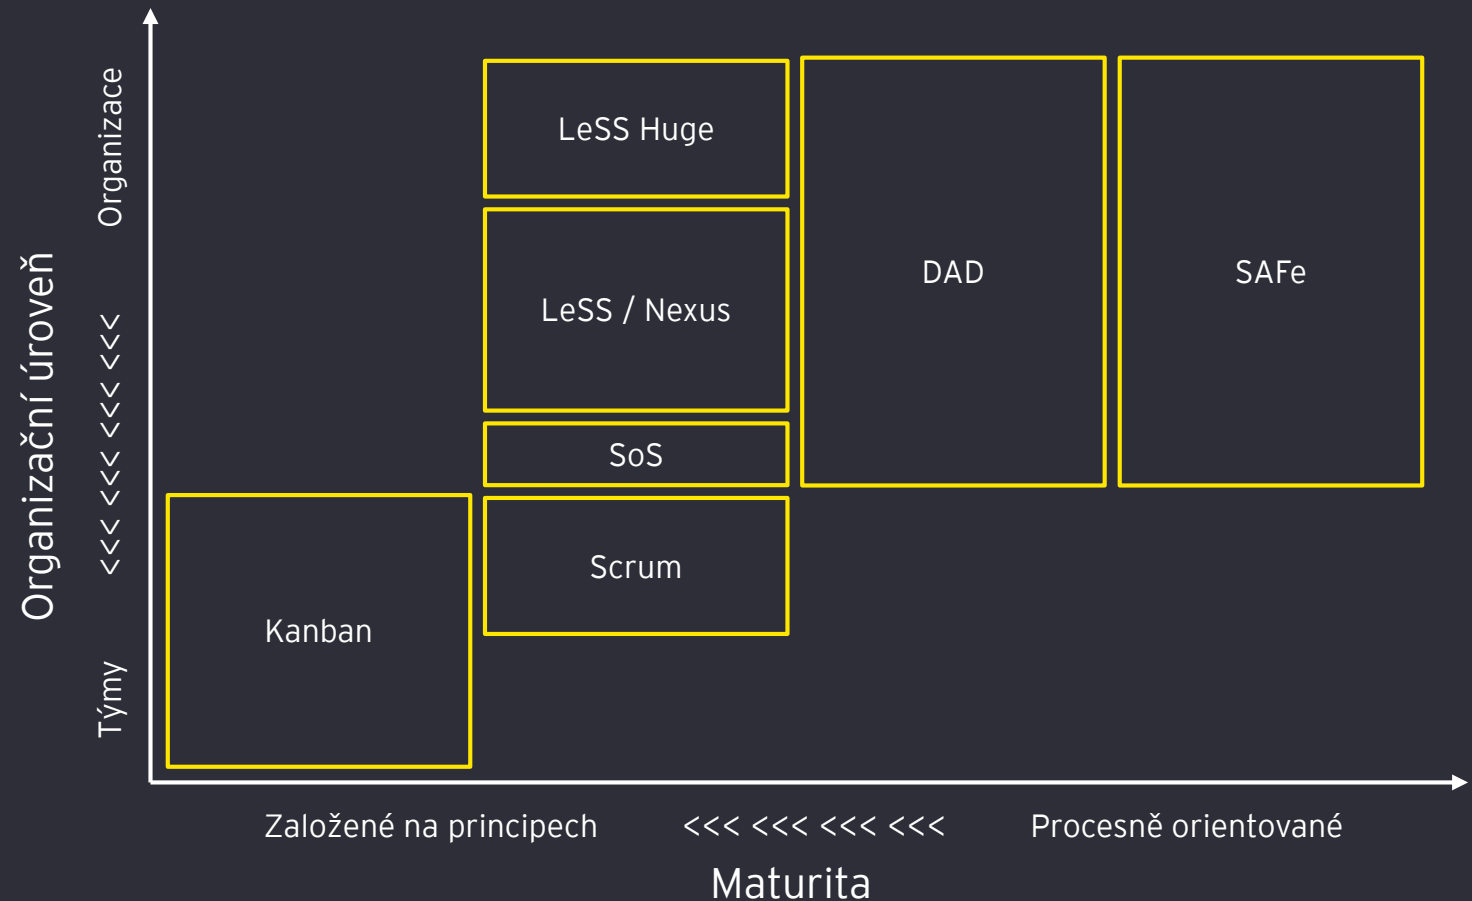 Organizační úroveň
Organizace
<<< <<< <<< <<<
Týmy
LeSS Huge
LeSS / Nexus
SoS
Scrum
Kanban
DAD
SAFe
Založené na principech <<< <<< <<< <<< Procesně orientované
Maturita